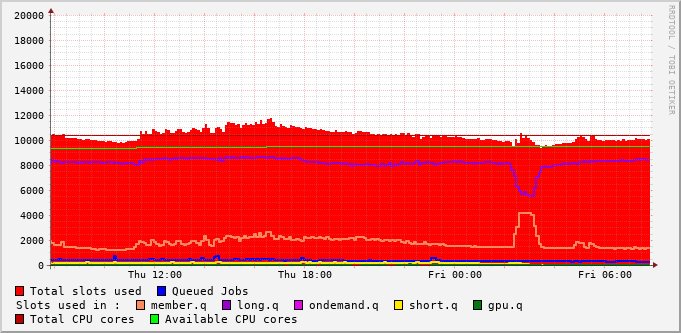 20000
18000
16000
14000
12000
10000
8000
6000
4000
2000
0
Thu 12:00 Thu 18:00 Fri 00:00 Fri 06:00
Total slots used Queued Jobs
Slots used in : member.q long.q ondemand.q short.q gpu.q
Total CPU cores Available CPU cores
RRDTOOL / TOBI OETIKER